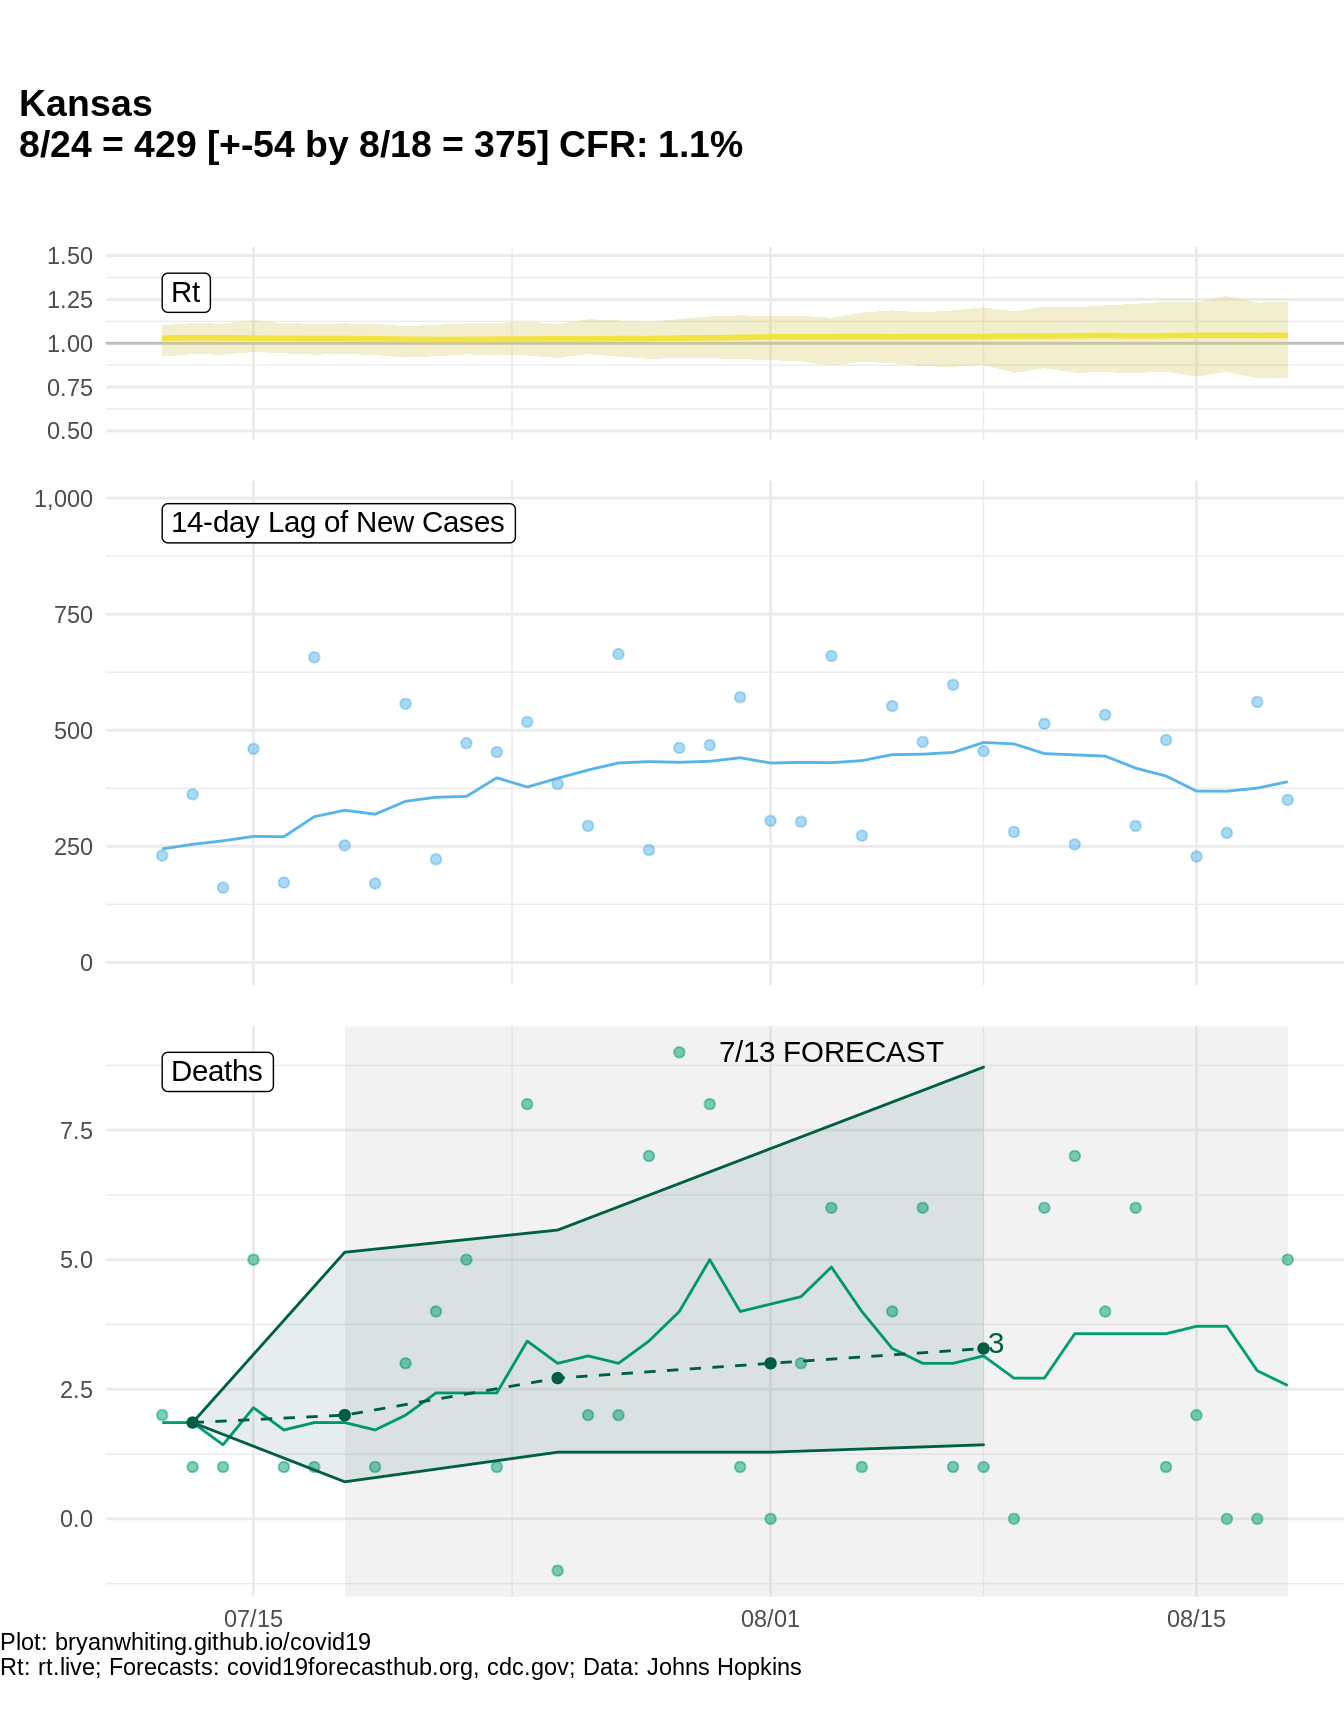 Kansas
8/24 = 429 [+-54 by 8/18 = 375] CFR: 1.1%
1.50
Rt
1.25
1.00
0.75
0.50
1,000
14-day Lag of New Cases
750
500
250
0
7/13 FORECAST
Deaths
7.5
5.0
3
2.5
0.0
07/15
08/01
08/15
Plot: bryanwhiting.github.io/covid19
Rt: rt.live; Forecasts: covid19forecasthub.org, cdc.gov; Data: Johns Hopkins